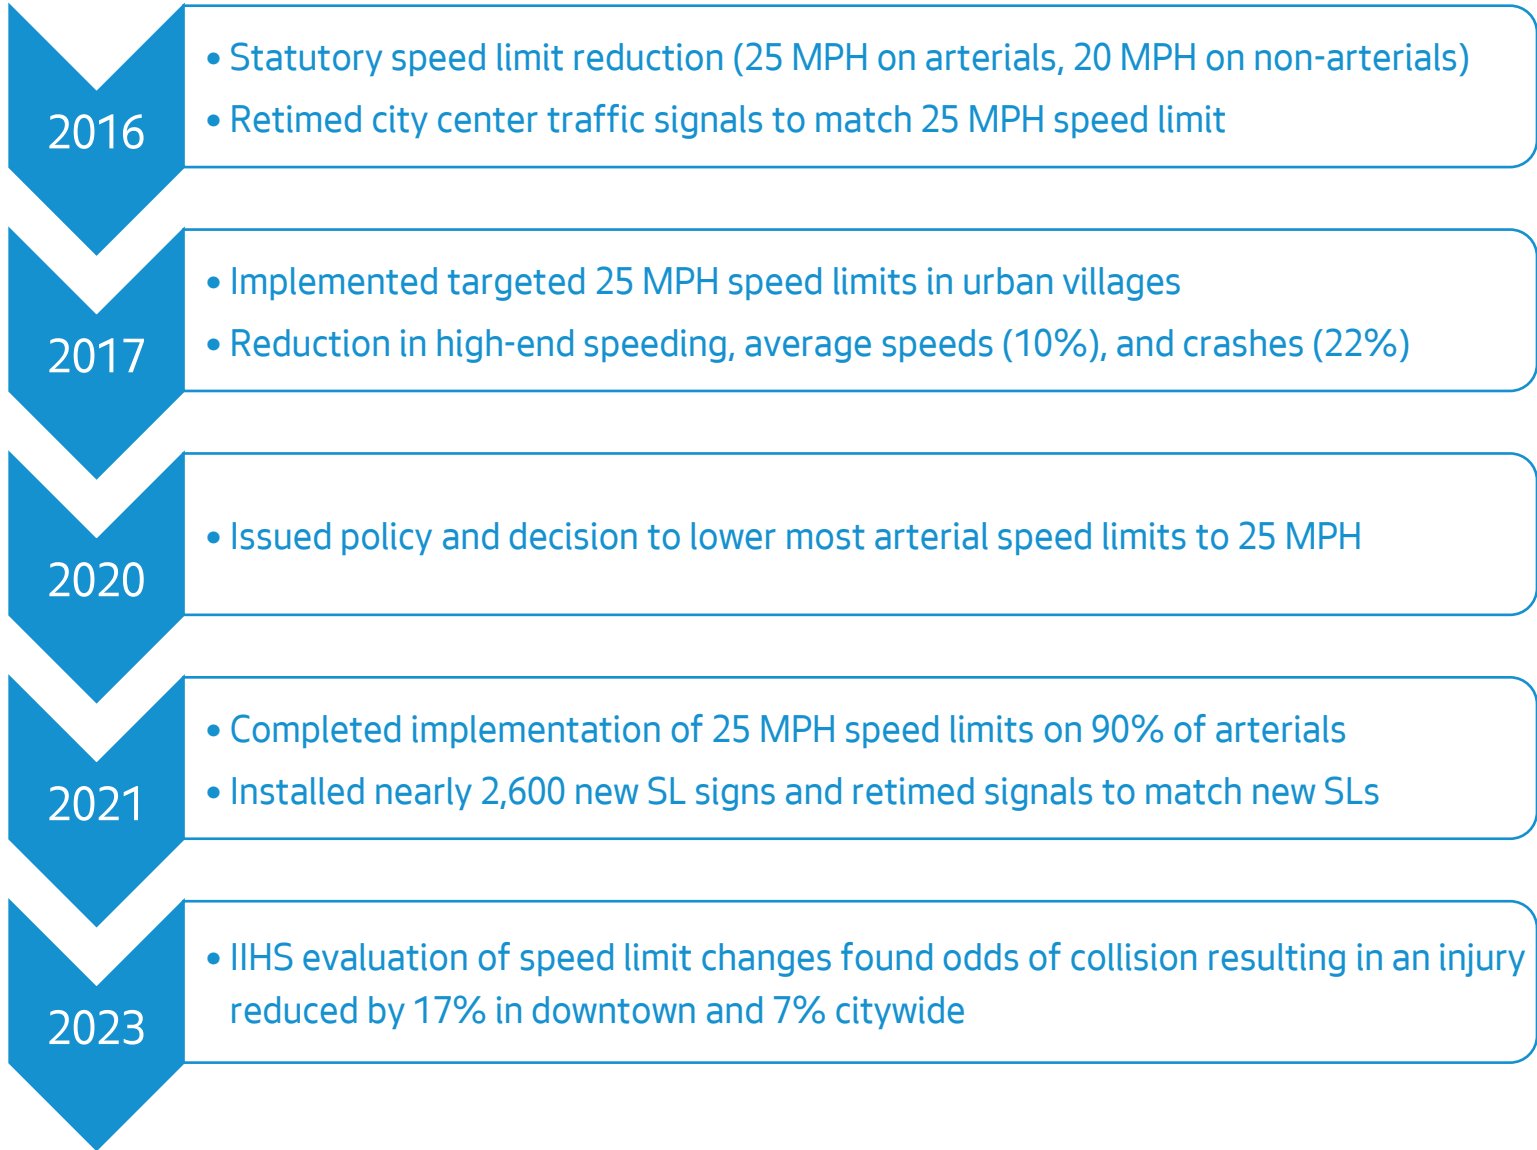 2016
• Statutory speed limit reduction (25 MPH on arterials, 20 MPH on non-arterials)
• Retimed city center traffic signals to match 25 MPH speed limit
2017
• Implemented targeted 25 MPH speed limits in urban villages
• Reduction in high-end speeding, average speeds (10%), and crashes (22%)
2020
• Issued policy and decision to lower most arterial speed limits to 25 MPH
2021
• Completed implementation of 25 MPH speed limits on 90% of arterials
• Installed nearly 2,600 new SL signs and retimed signals to match new SLs
2023
• IIHS evaluation of speed limit changes found odds of collision resulting in an injury
reduced by 17% in downtown and 7% citywide